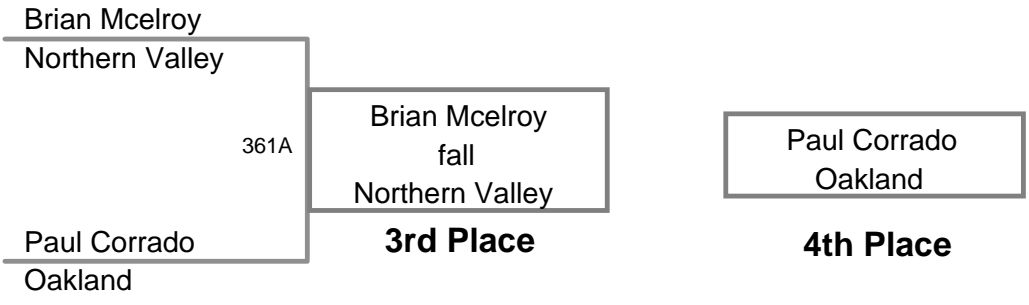 Brian Mcelroy
Northern Valley
361A
Paul Corrado
Oakland
Brian Mcelroy
fall
Northern Valley
3rd Place
Paul Corrado
Oakland
4th Place